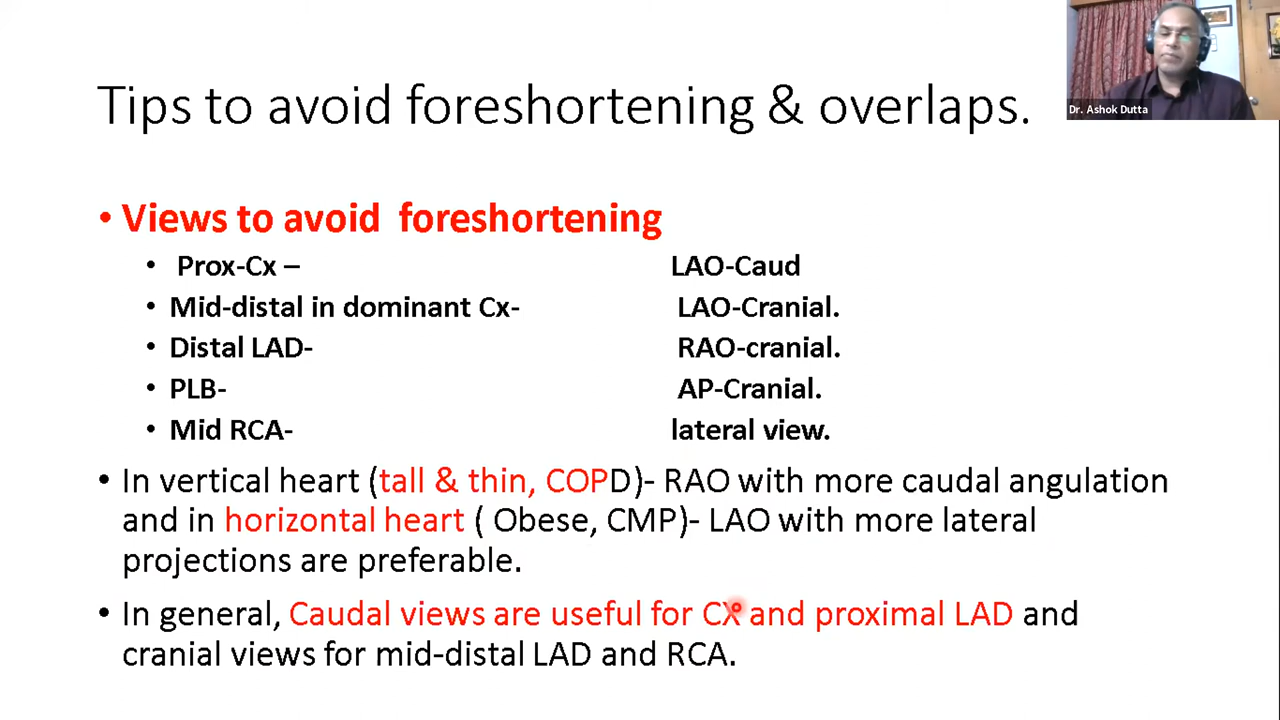 Dr. Ashok Dutta
Tips to avoid foreshortening & overlaps.
• Views to avoid foreshortening
• Prox-Cx – LAO-Caud
• Mid-distal in dominant Cx- LAO-Cranial.
• Distal LAD- RAO-cranial.
• PLB- AP-Cranial.
• Mid RCA- lateral view.
• In vertical heart (tall & thin, COPD)- RAO with more caudal angulation
and in horizontal heart ( Obese, CMP)- LAO with more lateral
projections are preferable.
• In general, Caudal views are useful for CX and proximal LAD and
cranial views for mid-distal LAD and RCA.